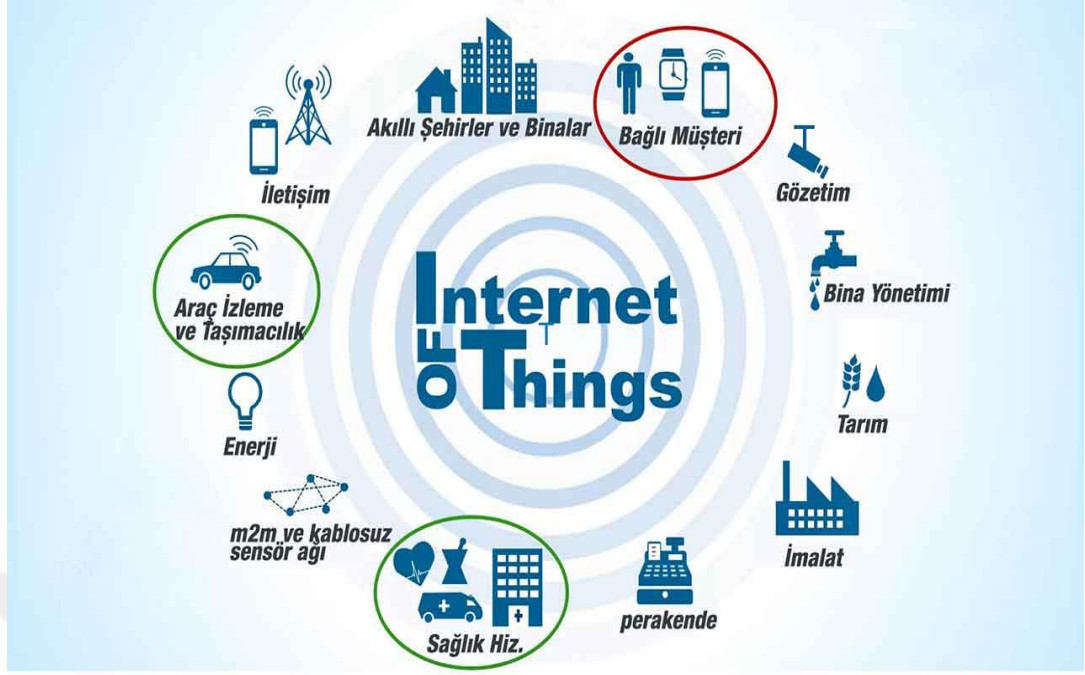 Akıllı Şehirler ve Binalar
Bağlı Müşteri
Gözetim
Bina Yönetimi
Tarım
İmalat
perakende
Sağlık Hiz.
m2m ve kablosuz
sensör ağı
Enerji
Araç İzleme
ve Taşımacılık
İletişim
Internet
OF Things
T